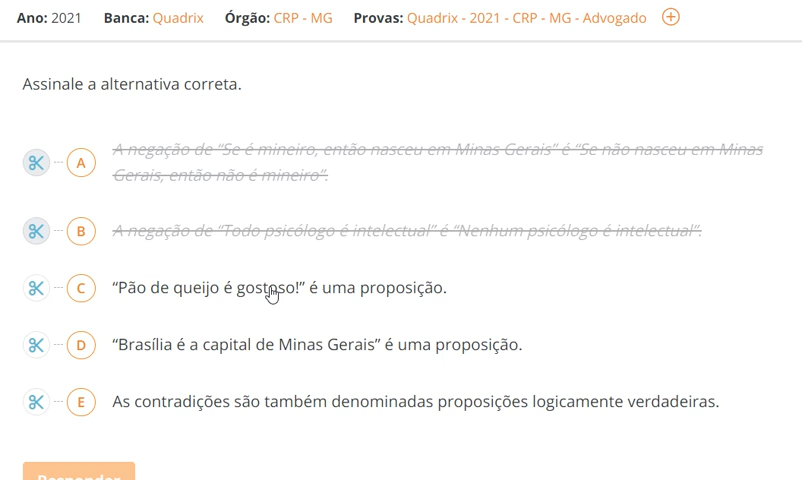 Ano: 2021 Banca: Quadrix Órgão: CRP - MG Provas: Quadrix - 2021 - CRP - MG - Advogado
Assinale a alternativa correta.
A A negação de “Se é mineiro, então nasceu em Minas Gerais” é “Se não nasceu em Minas
Gerais, então não é mineiro”.
B A negação de “Todo psicólogo é intelectual” é “Nenhum psicólogo é intelectual”.
C “Pão de queijo é gostoso!” é uma proposição.
D “Brasília é a capital de Minas Gerais” é uma proposição.
E As contradições são também denominadas proposições logicamente verdadeiras.
Responder